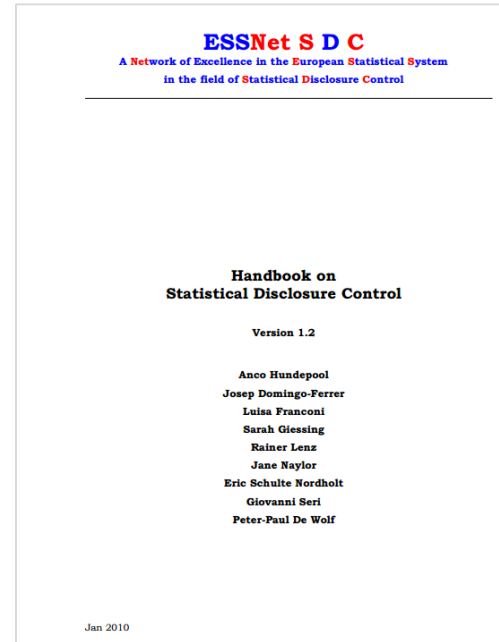 ESSNet S D C
A Network of Excellence in the European Statistical System
in the field of Statistical Disclosure Control
Handbook on
Statistical Disclosure Control
Version 1.2
Anco Hundepool
Josep Domingo-Ferrer
Luisa Franconi
Sarah Giessing
Rainer Lenz
Jane Naylor
Eric Schulte Nordholt
Giovanni Seri
Peter-Paul De Wolf
Jan 2010